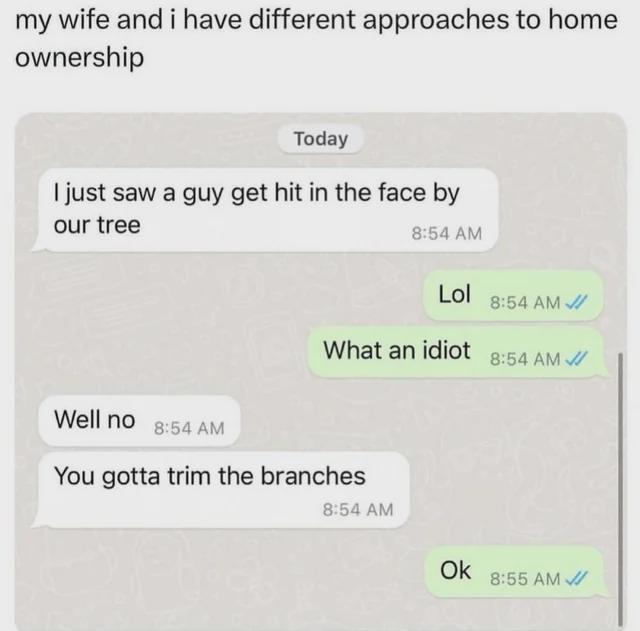 my wife and i have different approaches to home
ownership
Today
I just saw a guy get hit in the face by
our tree
8:54 AM
Lol 8:54 AM
What an idiot 8:54 AM
Well no 8:54 AM
You gotta trim the branches
8:54 AM
Ok 8:55 AM